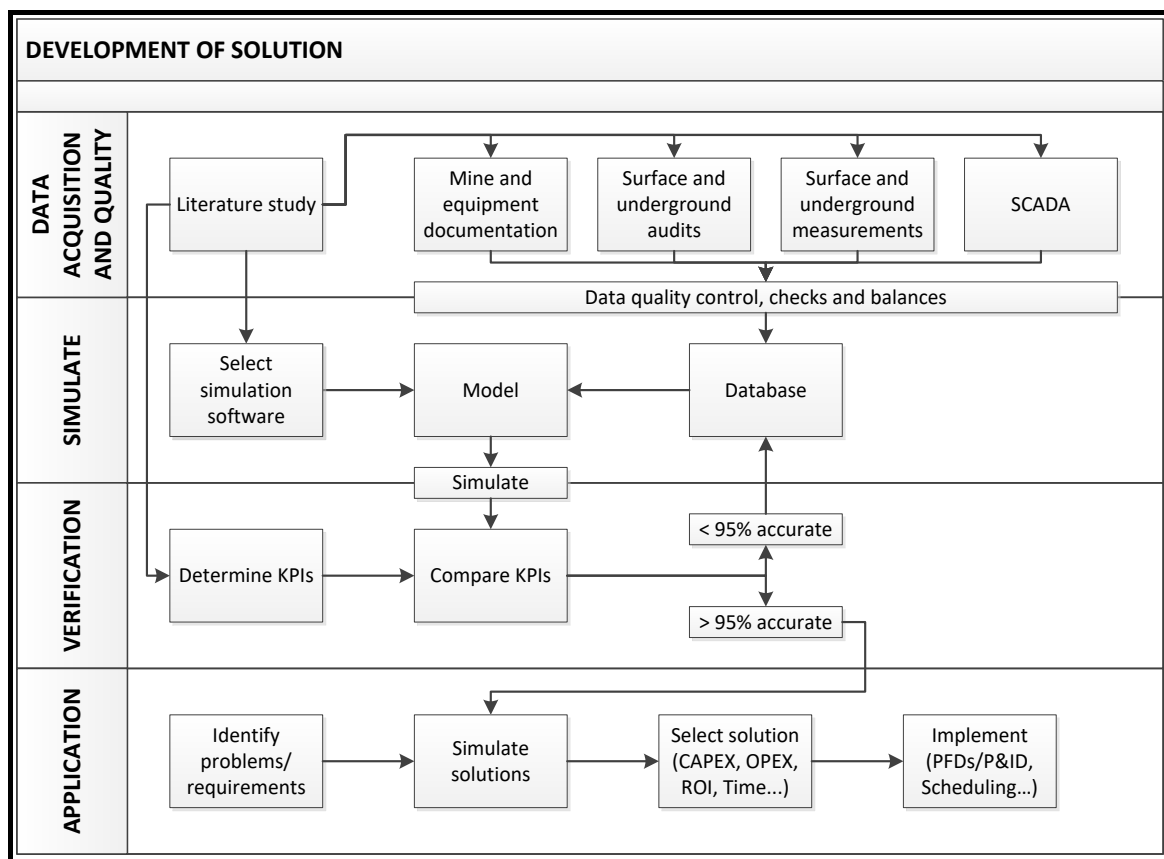 DEVELOPMENT OF SOLUTION
DATA
ACQUISITION
AND QUALITY
Literature study
Mine and
equipment
documentation
Surface and
underground
audits
Surface and
underground
measurements
SCADA
Data quality control, checks and balances
SIMULATE
Select
simulation
software
Model
Database
Simulate
VERIFICATION
Determine KPIs
Compare KPIs
< 95% accurate
> 95% accurate
APPLICATION
Identify
problems/
requirements
Simulate
solutions
Select solution
(CAPEX, OPEX,
ROI, Time...)
Implement
(PFDs/P&ID,
Scheduling...)